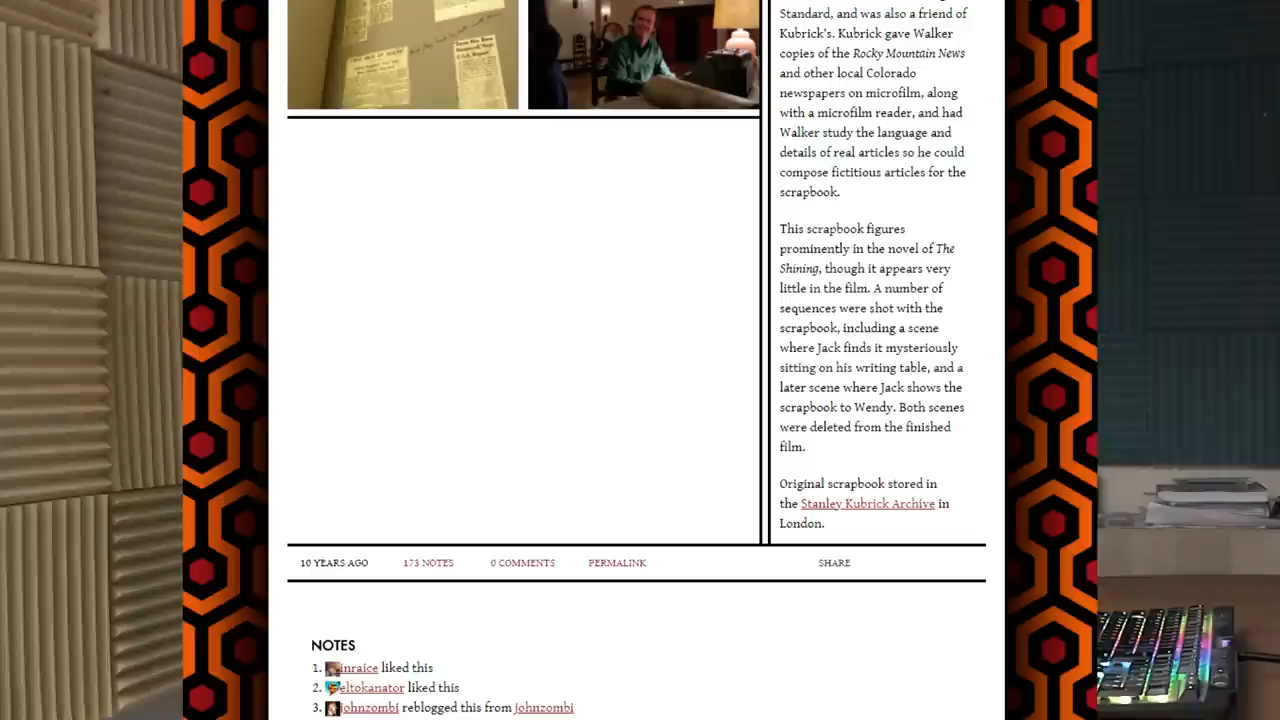 Standard, and was also a friend of
Kubrick's. Kubrick gave Walker
copies of the Rocky Mountain News
and other local Colorado
newspapers on microfilm, along
with a microfilm reader, and had
Walker study the language and
details of real articles so he could
compose fictitious articles for the
scrapbook.
This scrapbook figures
prominently in the novel of The
Shining, though it appears very
little in the film. A number of
sequences were shot with the
scrapbook, including a scene
where Jack finds it mysteriously
sitting on his writing table, and a
later scene where Jack shows the
scrapbook to Wendy. Both scenes
were deleted from the finished
film.
Original scrapbook stored in
the Stanley Kubrick Archive in
London.
10 YEARS AGO 173 NOTES 0 COMMENTS PERMALINK SHARE
NOTES
1. inraice liked this
2. eltokanator liked this
3. johnzombi reblogged this from johnzombi